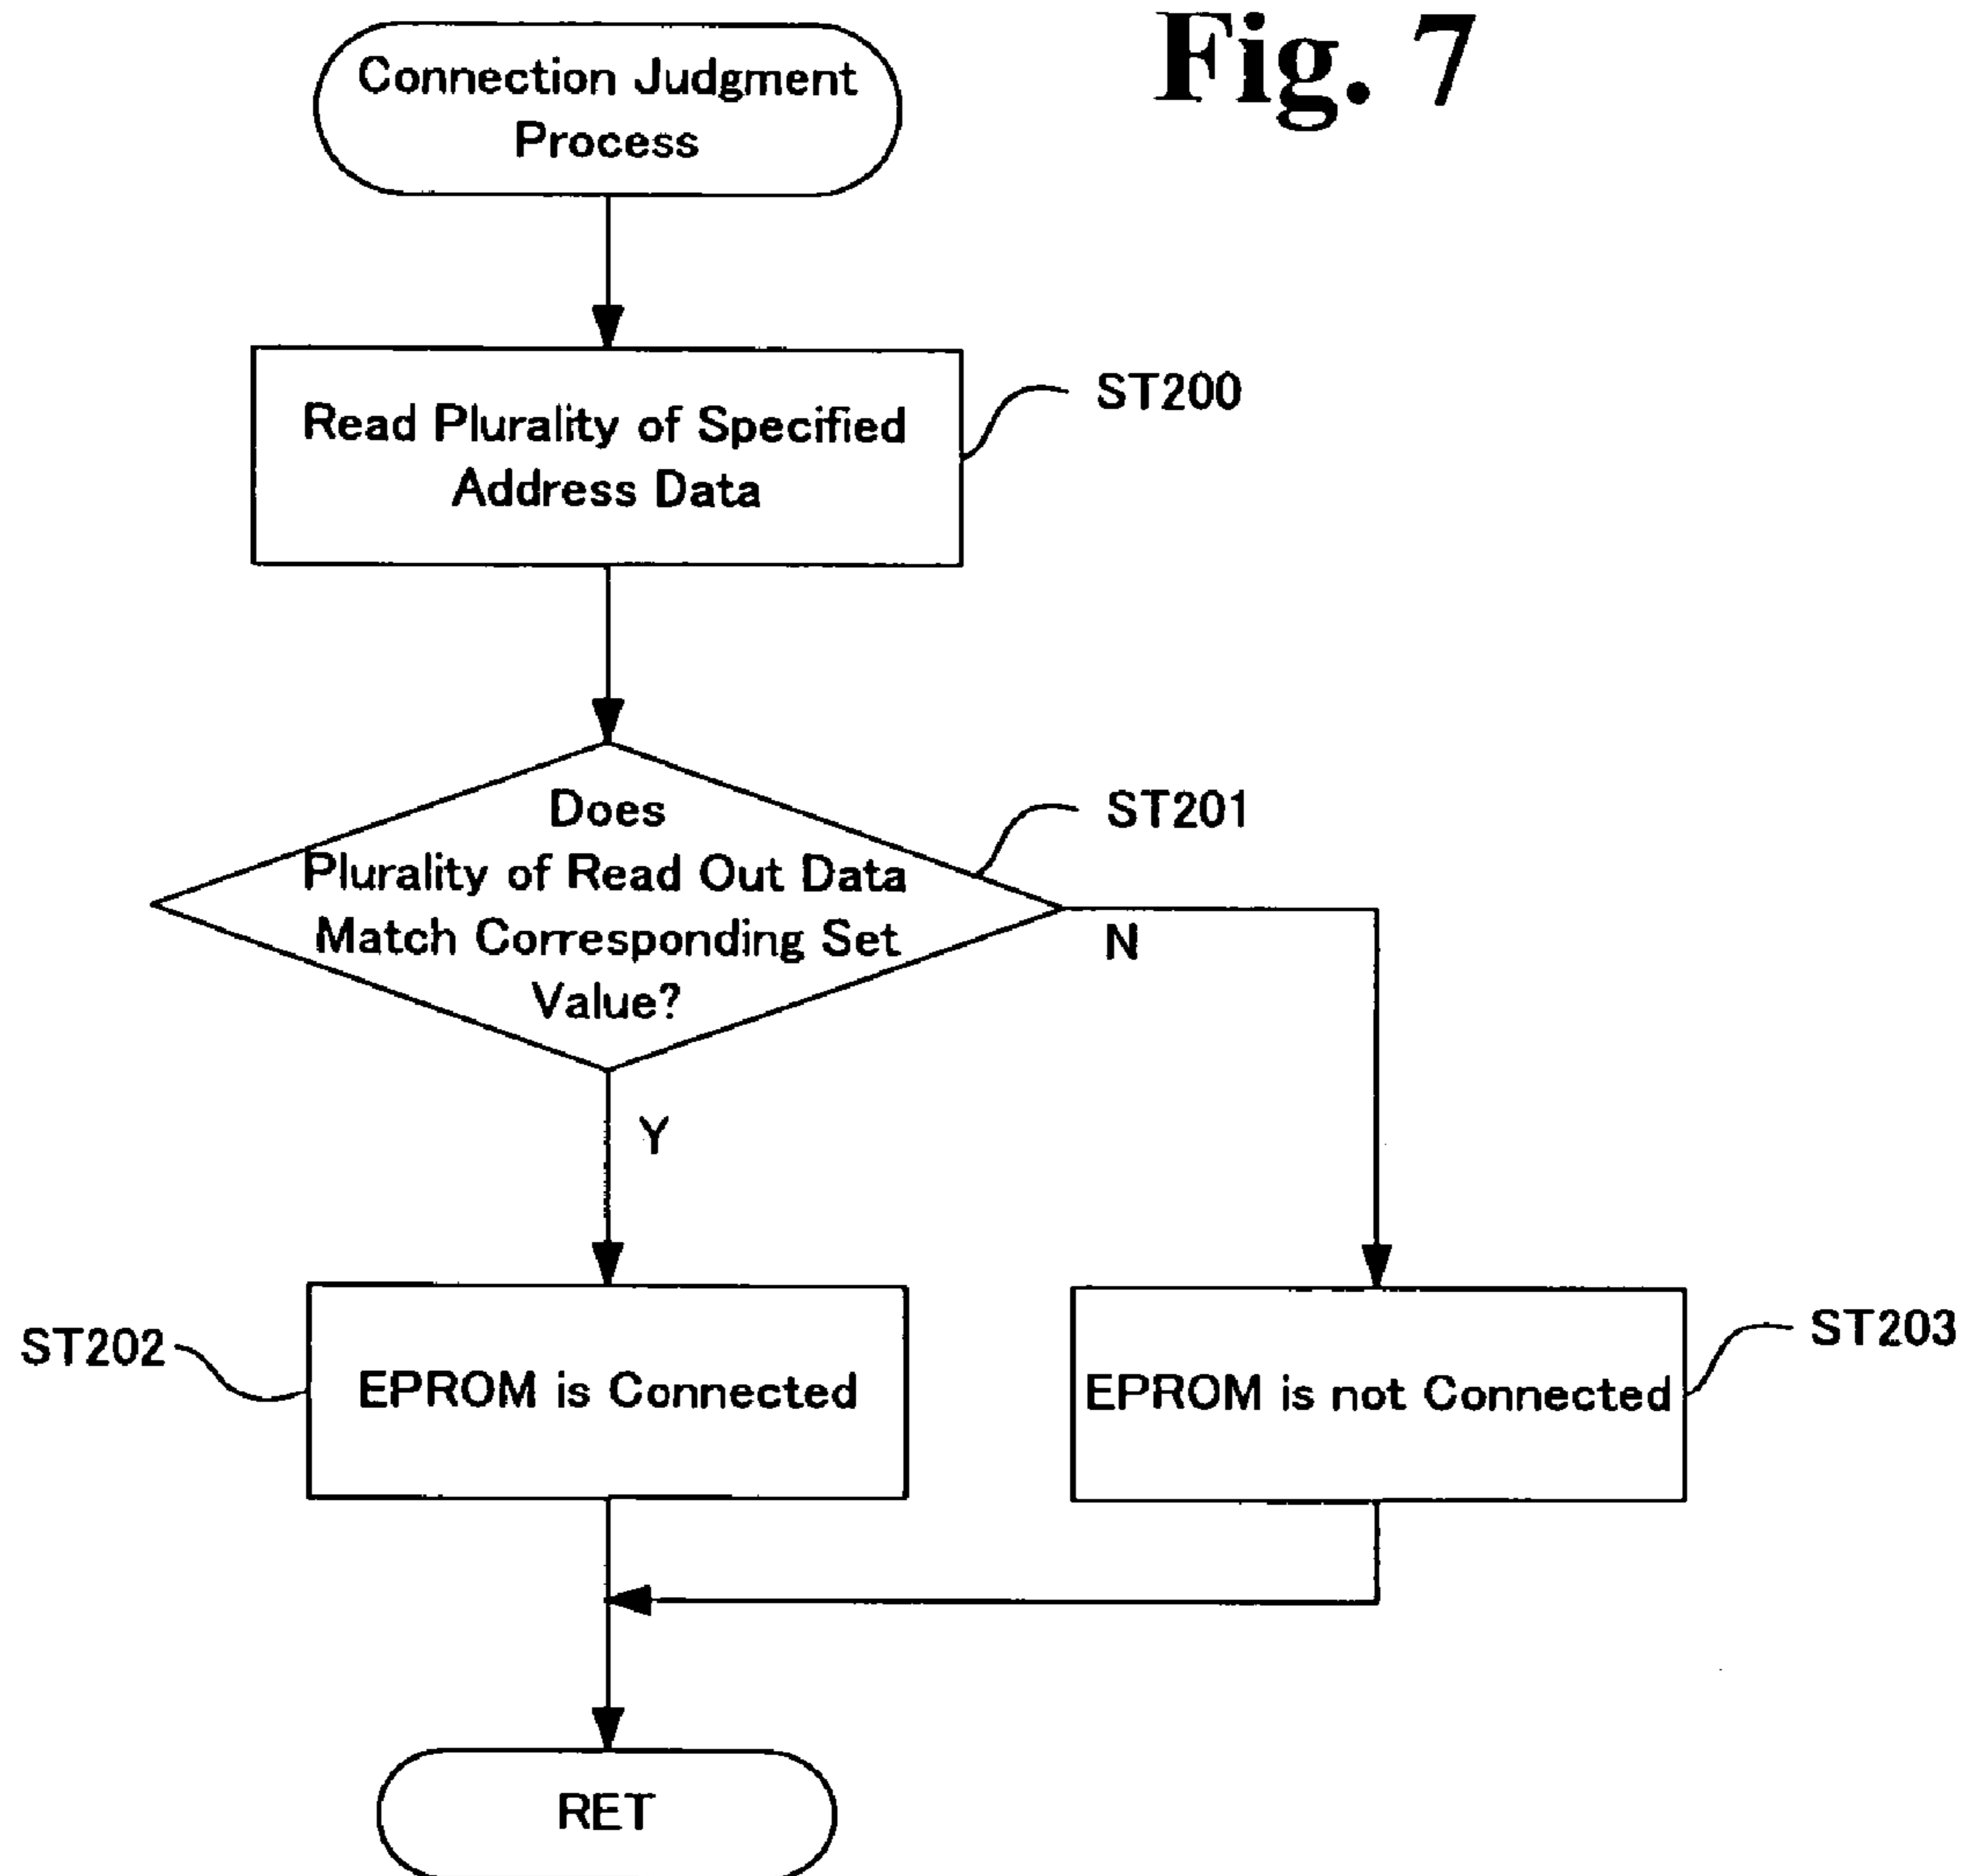 Fig. 7
Connection Judgment
Process
Read Plurality of Specified
Address Data
ST200
Does
Plurality of Read Out Data
Match Corresponding Set
Value?
ST201
N
Y
ST202
EPROM is Connected
EPROM is not Connected
ST203
RET